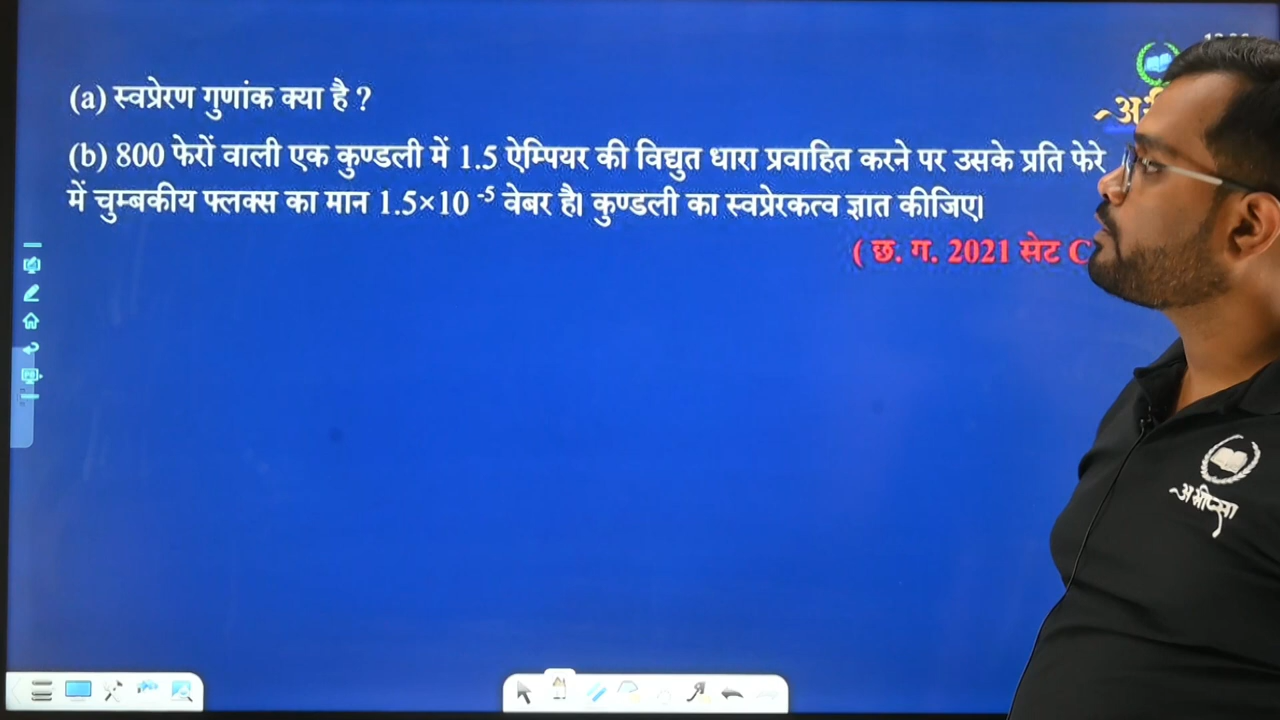 (a) स्वप्रेरण गुणांक क्या है ?
(b) 800 फेरों वाली एक कुण्डली में 1.5 ऐम्पियर की विद्युत धारा प्रवाहित करने पर उसके प्रति फेरे
में चुम्बकीय फ्लक्स का मान 1.5×10 ⁻⁵ वेबर है। कुण्डली का स्वप्रेरकत्व ज्ञात कीजिए।
( छ. ग. 2021 सेट C
अभीप्सा